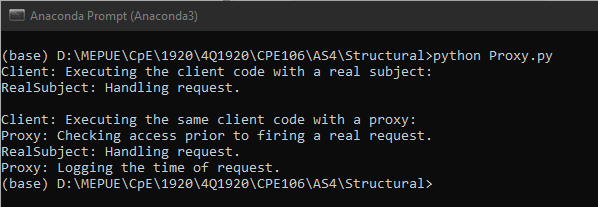 Anaconda Prompt (Anaconda3)
(base) D:\MEPUE\CpE\1920\4Q1920\CPE106\AS4\Structural>python Proxy.py
Client: Executing the client code with a real subject:
RealSubject: Handling request.
Client: Executing the same client code with a proxy:
Proxy: Checking access prior to firing a real request.
RealSubject: Handling request.
Proxy: Logging the time of request.
(base) D:\MEPUE\CpE\1920\4Q1920\CPE106\AS4\Structural>